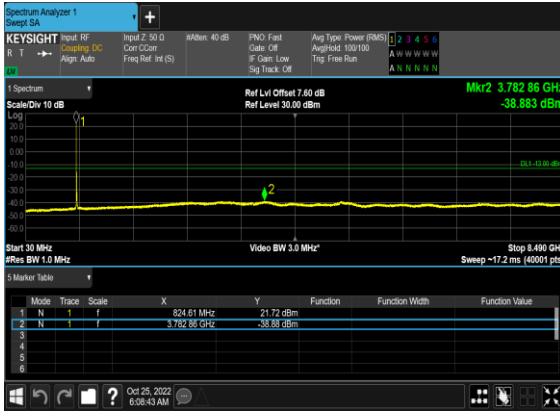 Spectrum Analyzer 1
Swept SA
+
KEYSIGHT
R T
LV
Input: RF
Coupling: DC
Align: Auto
Input Z: 50 Ω
Corr CCorr
Freq Ref: Int (S)
#Atten: 40 dB
PNO: Fast
Gate: Off
IF Gain: Low
Sig Track: Off
Avg Type: Power (RMS)
Avg|Hold: 100/100
Trig: Free Run
1 2 3 4 5 6
A W W W W W
A N N N N N
1 Spectrum
Scale/Div 10 dB
Ref Lvl Offset 7.60 dB
Ref Level 30.00 dBm
Mkr2 3.782 86 GHz
-38.883 dBm
Log
20.0
10.0
0.00
-10.0
-20.0
-30.0
-40.0
-50.0
-60.0
1
DL1 -13.00 dBm
2
Start 30 MHz
#Res BW 1.0 MHz
Video BW 3.0 MHz*
Stop 8.490 GHz
Sweep ~17.2 ms (40001 pts)
5 Marker Table
Mode Trace Scale X Y Function Function Width Function Value
1 N 1 f 824.61 MHz 21.72 dBm
2 N 1 f 3.782 86 GHz -38.88 dBm
3
4
5
6
?
Oct 25, 2022
6:08:43 AM